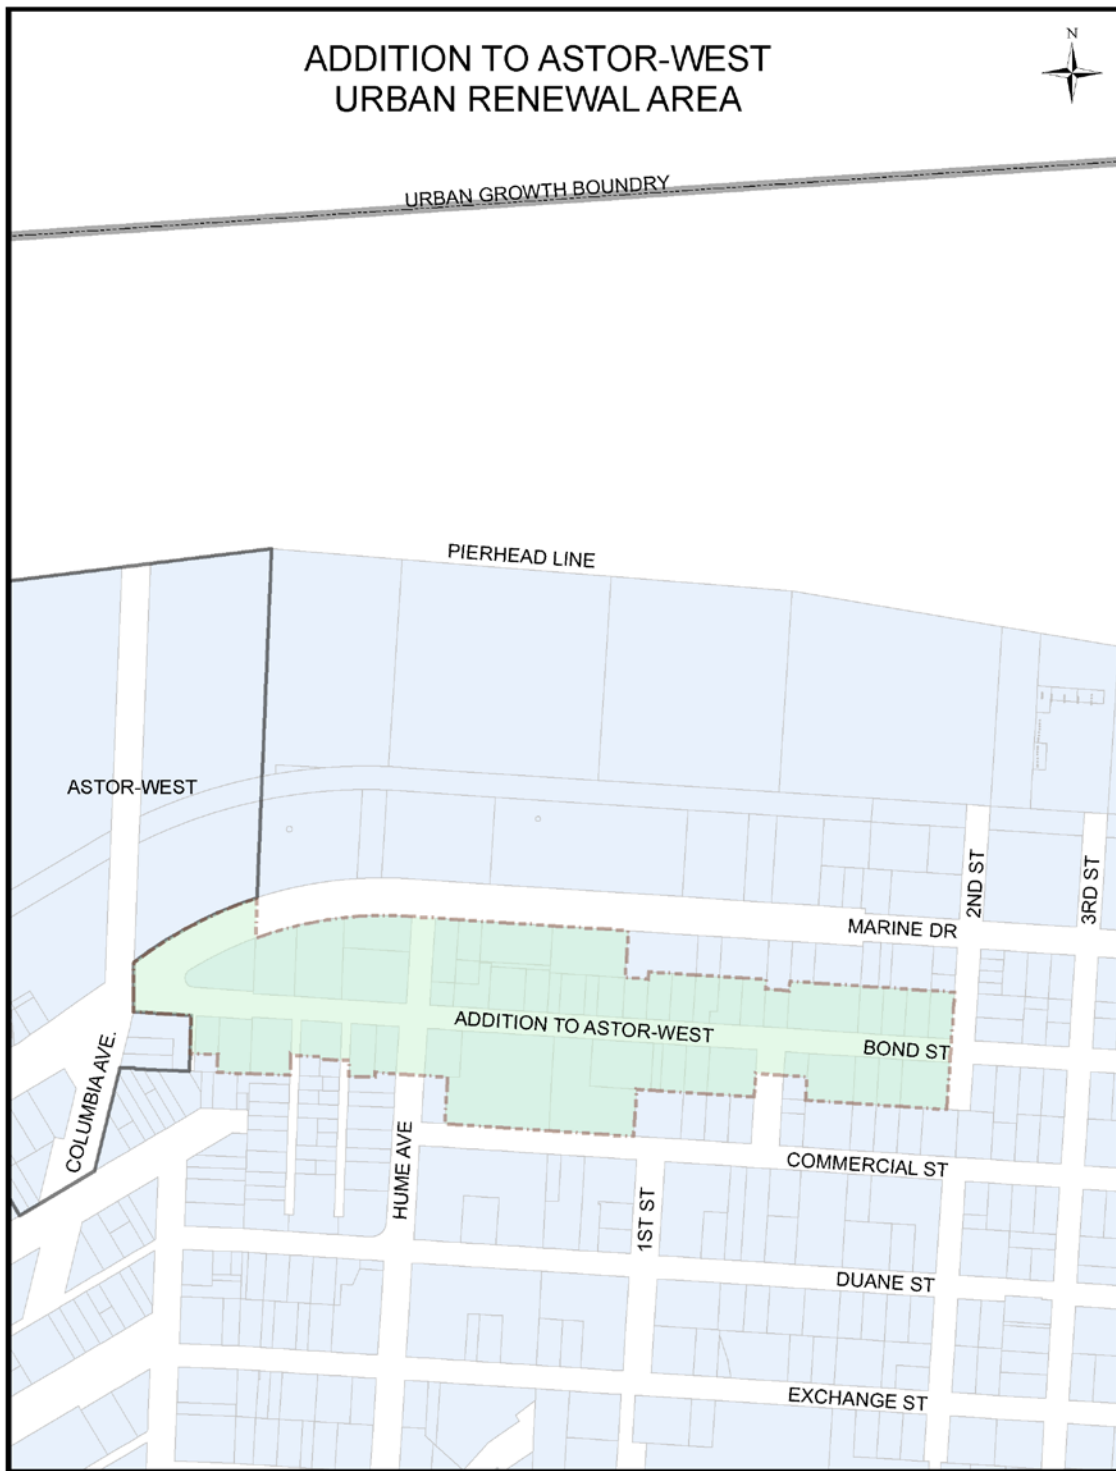 ADDITION TO ASTOR-WEST
URBAN RENEWAL AREA
N
URBAN GROWTH BOUNDRY
PIERHEAD LINE
ASTOR-WEST
2ND ST
3RD ST
MARINE DR
ADDITION TO ASTOR-WEST
BOND ST
COLUMBIA AVE.
HUME AVE
COMMERCIAL ST
1ST ST
DUANE ST
EXCHANGE ST